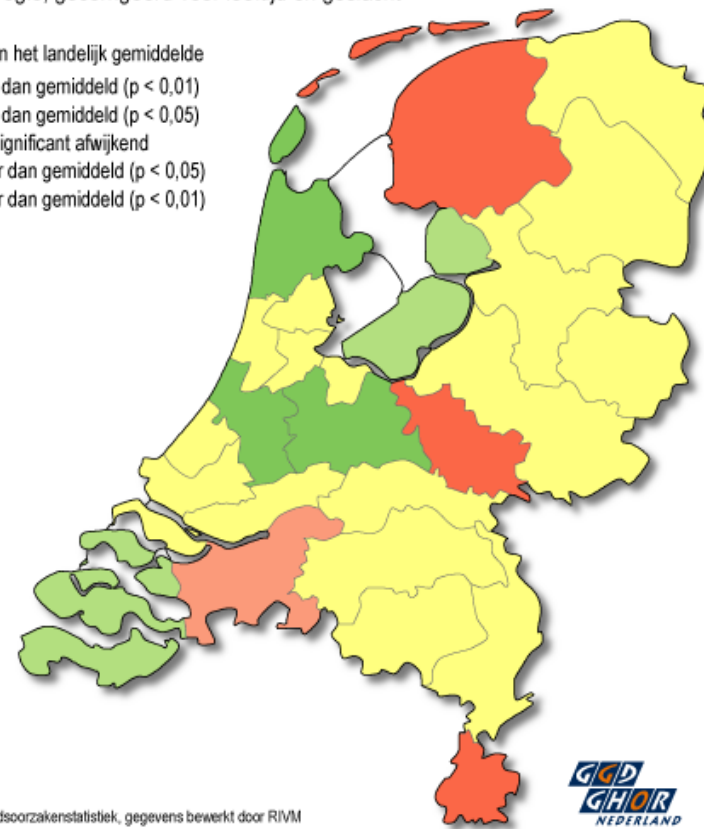 n het landelijk gemiddelde
dan gemiddeld (p < 0,01)
dan gemiddeld (p < 0,05)
ignificant afwijkend
r dan gemiddeld (p < 0,05)
r dan gemiddeld (p < 0,01)
dsoorzakenstatistiek, gegevens bewerkt door RIVM
GGD
GHOR
NEDERLAND